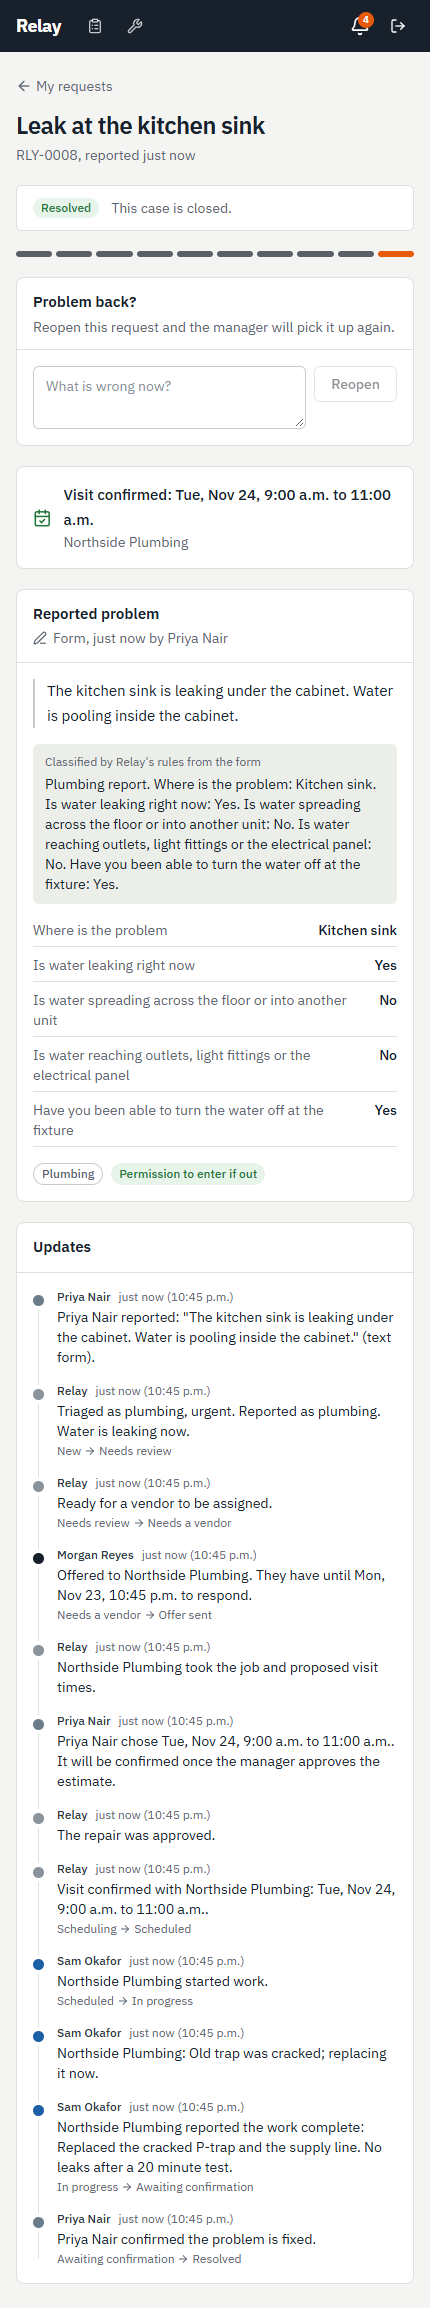 Relay
4
My requests
Leak at the kitchen sink
RLY-0008, reported just now
Resolved This case is closed.
Problem back?
Reopen this request and the manager will pick it up again.
What is wrong now?
Reopen
Visit confirmed: Tue, Nov 24, 9:00 a.m. to 11:00
a.m.
Northside Plumbing
Reported problem
Form, just now by Priya Nair
The kitchen sink is leaking under the cabinet. Water
is pooling inside the cabinet.
Classified by Relay's rules from the form
Plumbing report. Where is the problem: Kitchen sink.
Is water leaking right now: Yes. Is water spreading
across the floor or into another unit: No. Is water
reaching outlets, light fittings or the electrical panel:
No. Have you been able to turn the water off at the
fixture: Yes.
Where is the problem Kitchen sink
Is water leaking right now Yes
Is water spreading across the floor or into another No
unit
Is water reaching outlets, light fittings or the No
electrical panel
Have you been able to turn the water off at the Yes
fixture
Plumbing Permission to enter if out
Updates
Priya Nair just now (10:45 p.m.)
Priya Nair reported: "The kitchen sink is leaking under
the cabinet. Water is pooling inside the cabinet." (text
form).
Relay just now (10:45 p.m.)
Triaged as plumbing, urgent. Reported as plumbing.
Water is leaking now.
New → Needs review
Relay just now (10:45 p.m.)
Ready for a vendor to be assigned.
Needs review → Needs a vendor
Morgan Reyes just now (10:45 p.m.)
Offered to Northside Plumbing. They have until Mon,
Nov 23, 10:45 p.m. to respond.
Needs a vendor → Offer sent
Relay just now (10:45 p.m.)
Northside Plumbing took the job and proposed visit
times.
Priya Nair just now (10:45 p.m.)
Priya Nair chose Tue, Nov 24, 9:00 a.m. to 11:00 a.m..
It will be confirmed once the manager approves the
estimate.
Relay just now (10:45 p.m.)
The repair was approved.
Relay just now (10:45 p.m.)
Visit confirmed with Northside Plumbing: Tue, Nov 24,
9:00 a.m. to 11:00 a.m..
Scheduling → Scheduled
Sam Okafor just now (10:45 p.m.)
Northside Plumbing started work.
Scheduled → In progress
Sam Okafor just now (10:45 p.m.)
Northside Plumbing: Old trap was cracked; replacing
it now.
Sam Okafor just now (10:45 p.m.)
Northside Plumbing reported the work complete:
Replaced the cracked P-trap and the supply line. No
leaks after a 20 minute test.
In progress → Awaiting confirmation
Priya Nair just now (10:45 p.m.)
Priya Nair confirmed the problem is fixed.
Awaiting confirmation → Resolved